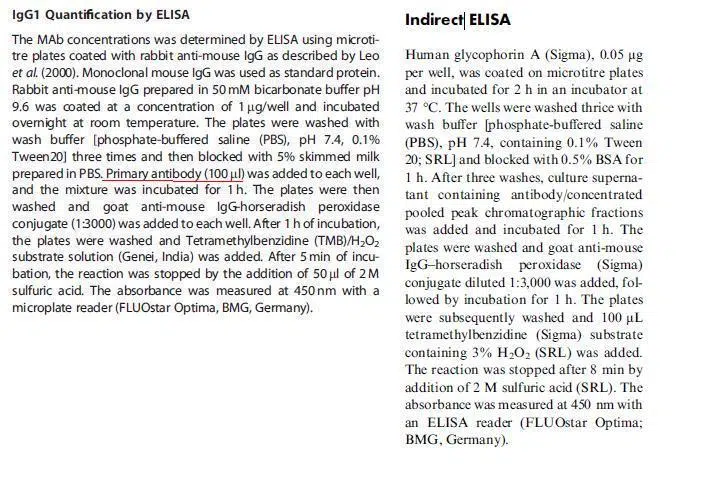 IgG1 Quantification by ELISA
The MAb concentrations was determined by ELISA using microti-
tre plates coated with rabbit anti-mouse IgG as described by Leo
et al. (2000). Monoclonal mouse IgG was used as standard protein.
Rabbit anti-mouse IgG prepared in 50 mM bicarbonate buffer pH
9.6 was coated at a concentration of 1 µg/well and incubated
overnight at room temperature. The plates were washed with
wash buffer [phosphate-buffered saline (PBS), pH 7.4, 0.1%
Tween20] three times and then blocked with 5% skimmed milk
prepared in PBS. Primary antibody (100 µl) was added to each well,
and the mixture was incubated for 1 h. The plates were then
washed and goat anti-mouse IgG-horseradish peroxidase
conjugate (1:3000) was added to each well. After 1 h of incubation,
the plates were washed and Tetramethylbenzidine (TMB)/H₂O₂
substrate solution (Genei, India) was added. After 5 min of incu-
bation, the reaction was stopped by the addition of 50 µl of 2 M
sulfuric acid. The absorbance was measured at 450 nm with a
microplate reader (FLUOstar Optima, BMG, Germany).
Indirect ELISA
Human glycophorin A (Sigma), 0.05 µg
per well, was coated on microtitre plates
and incubated for 2 h in an incubator at
37 °C. The wells were washed thrice with
wash buffer [phosphate-buffered saline
(PBS), pH 7.4, containing 0.1% Tween
20; SRL] and blocked with 0.5% BSA for
1 h. After three washes, culture superna-
tant containing antibody/concentrated
pooled peak chromatographic fractions
was added and incubated for 1 h. The
plates were washed and goat anti-mouse
IgG–horseradish peroxidase (Sigma)
conjugate diluted 1:3,000 was added, fol-
lowed by incubation for 1 h. The plates
were subsequently washed and 100 µL
tetramethylbenzidine (Sigma) substrate
containing 3% H₂O₂ (SRL) was added.
The reaction was stopped after 8 min by
addition of 2 M sulfuric acid (SRL). The
absorbance was measured at 450 nm with
an ELISA reader (FLUOstar Optima;
BMG, Germany).